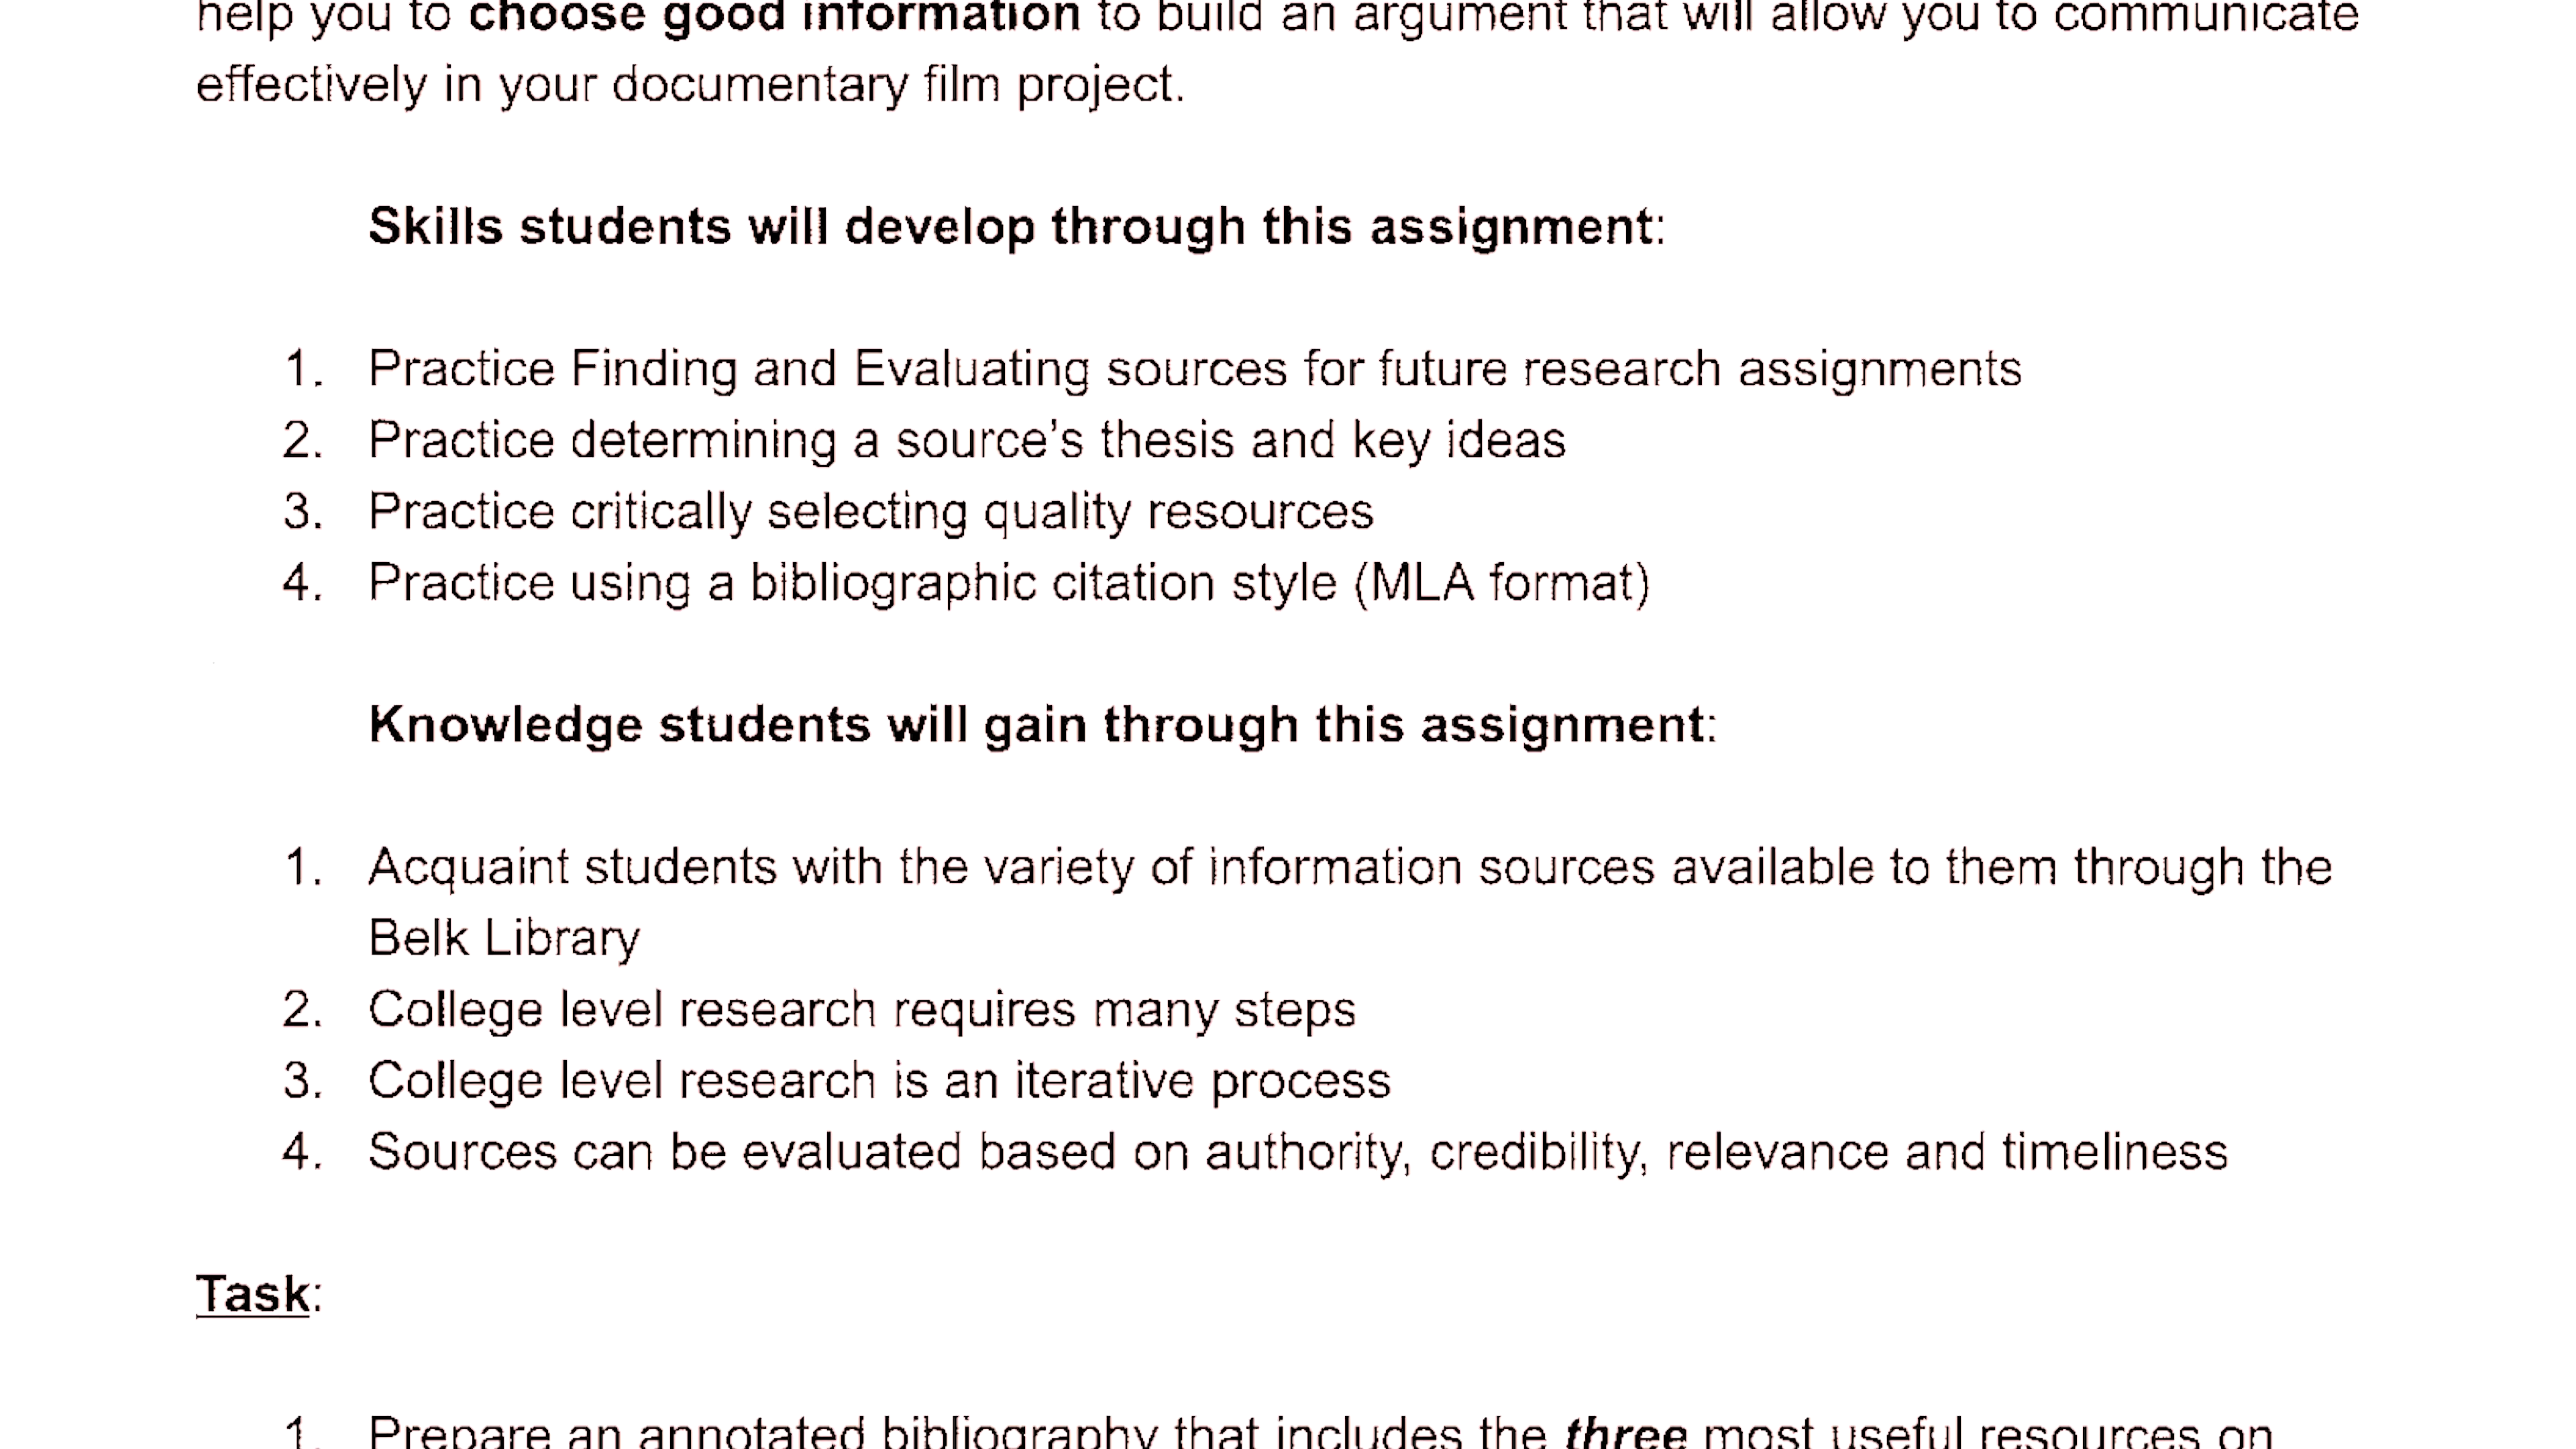 help you to choose good information to build an argument that will allow you to communicate
effectively in your documentary film project.
Skills students will develop through this assignment:
1. Practice Finding and Evaluating sources for future research assignments
2. Practice determining a source's thesis and key ideas
3. Practice critically selecting quality resources
4. Practice using a bibliographic citation style (MLA format)
Knowledge students will gain through this assignment:
1. Acquaint students with the variety of information sources available to them through the
Belk Library
2. College level research requires many steps
3. College level research is an iterative process
4. Sources can be evaluated based on authority, credibility, relevance and timeliness
Task:
1. Prepare an annotated bibliography that includes the three most useful resources on